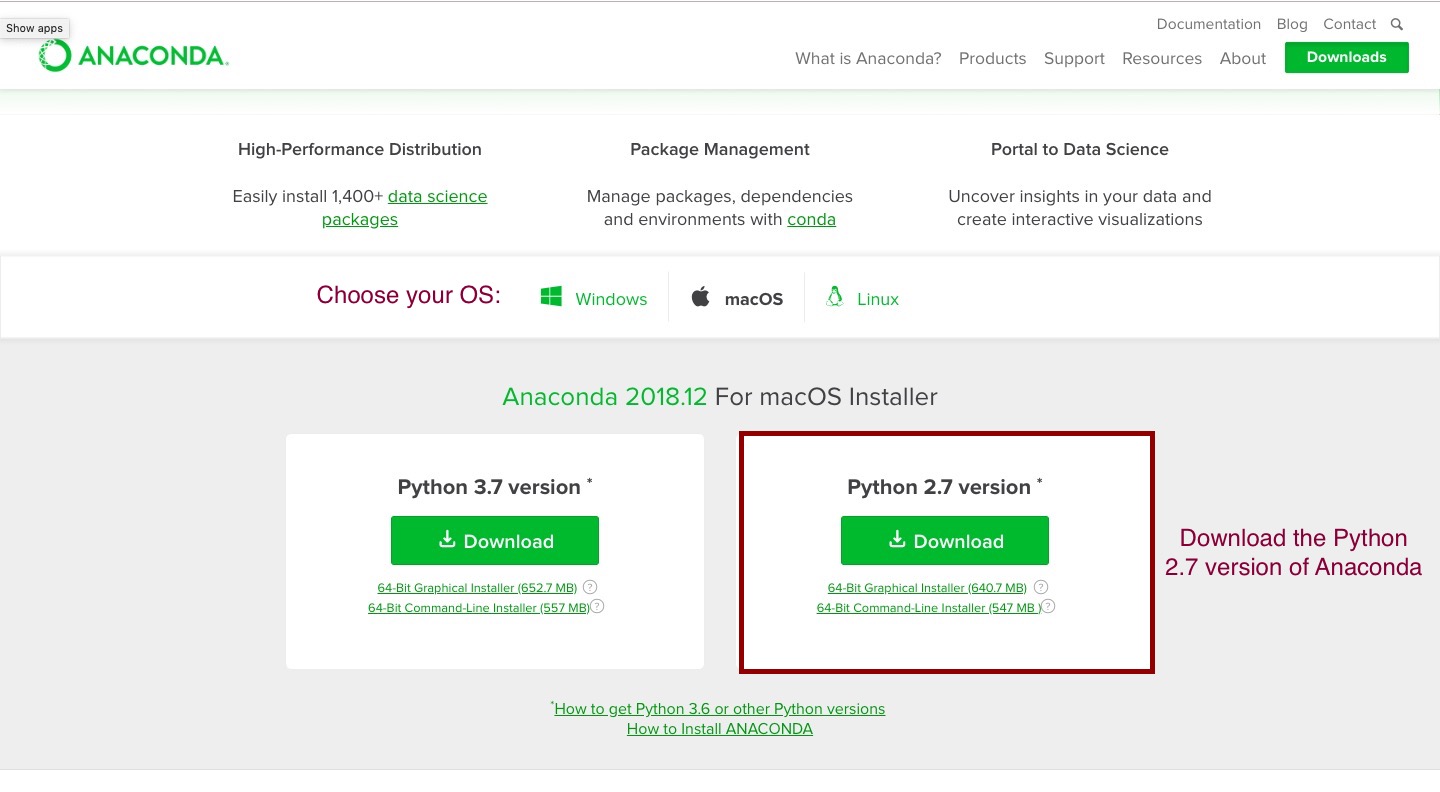 Show apps
Documentation Blog Contact
ANACONDA.
What is Anaconda? Products Support Resources About Downloads
High-Performance Distribution
Easily install 1,400+ data science
packages
Package Management
Manage packages, dependencies
and environments with conda
Portal to Data Science
Uncover insights in your data and
create interactive visualizations
Choose your OS: Windows macOS Linux
Anaconda 2018.12 For macOS Installer
Python 3.7 version *
Download
64-Bit Graphical Installer (652.7 MB) ?
64-Bit Command-Line Installer (557 MB) ?
Python 2.7 version *
Download
64-Bit Graphical Installer (640.7 MB) ?
64-Bit Command-Line Installer (547 MB ) ?
Download the Python
2.7 version of Anaconda
*How to get Python 3.6 or other Python versions
How to Install ANACONDA